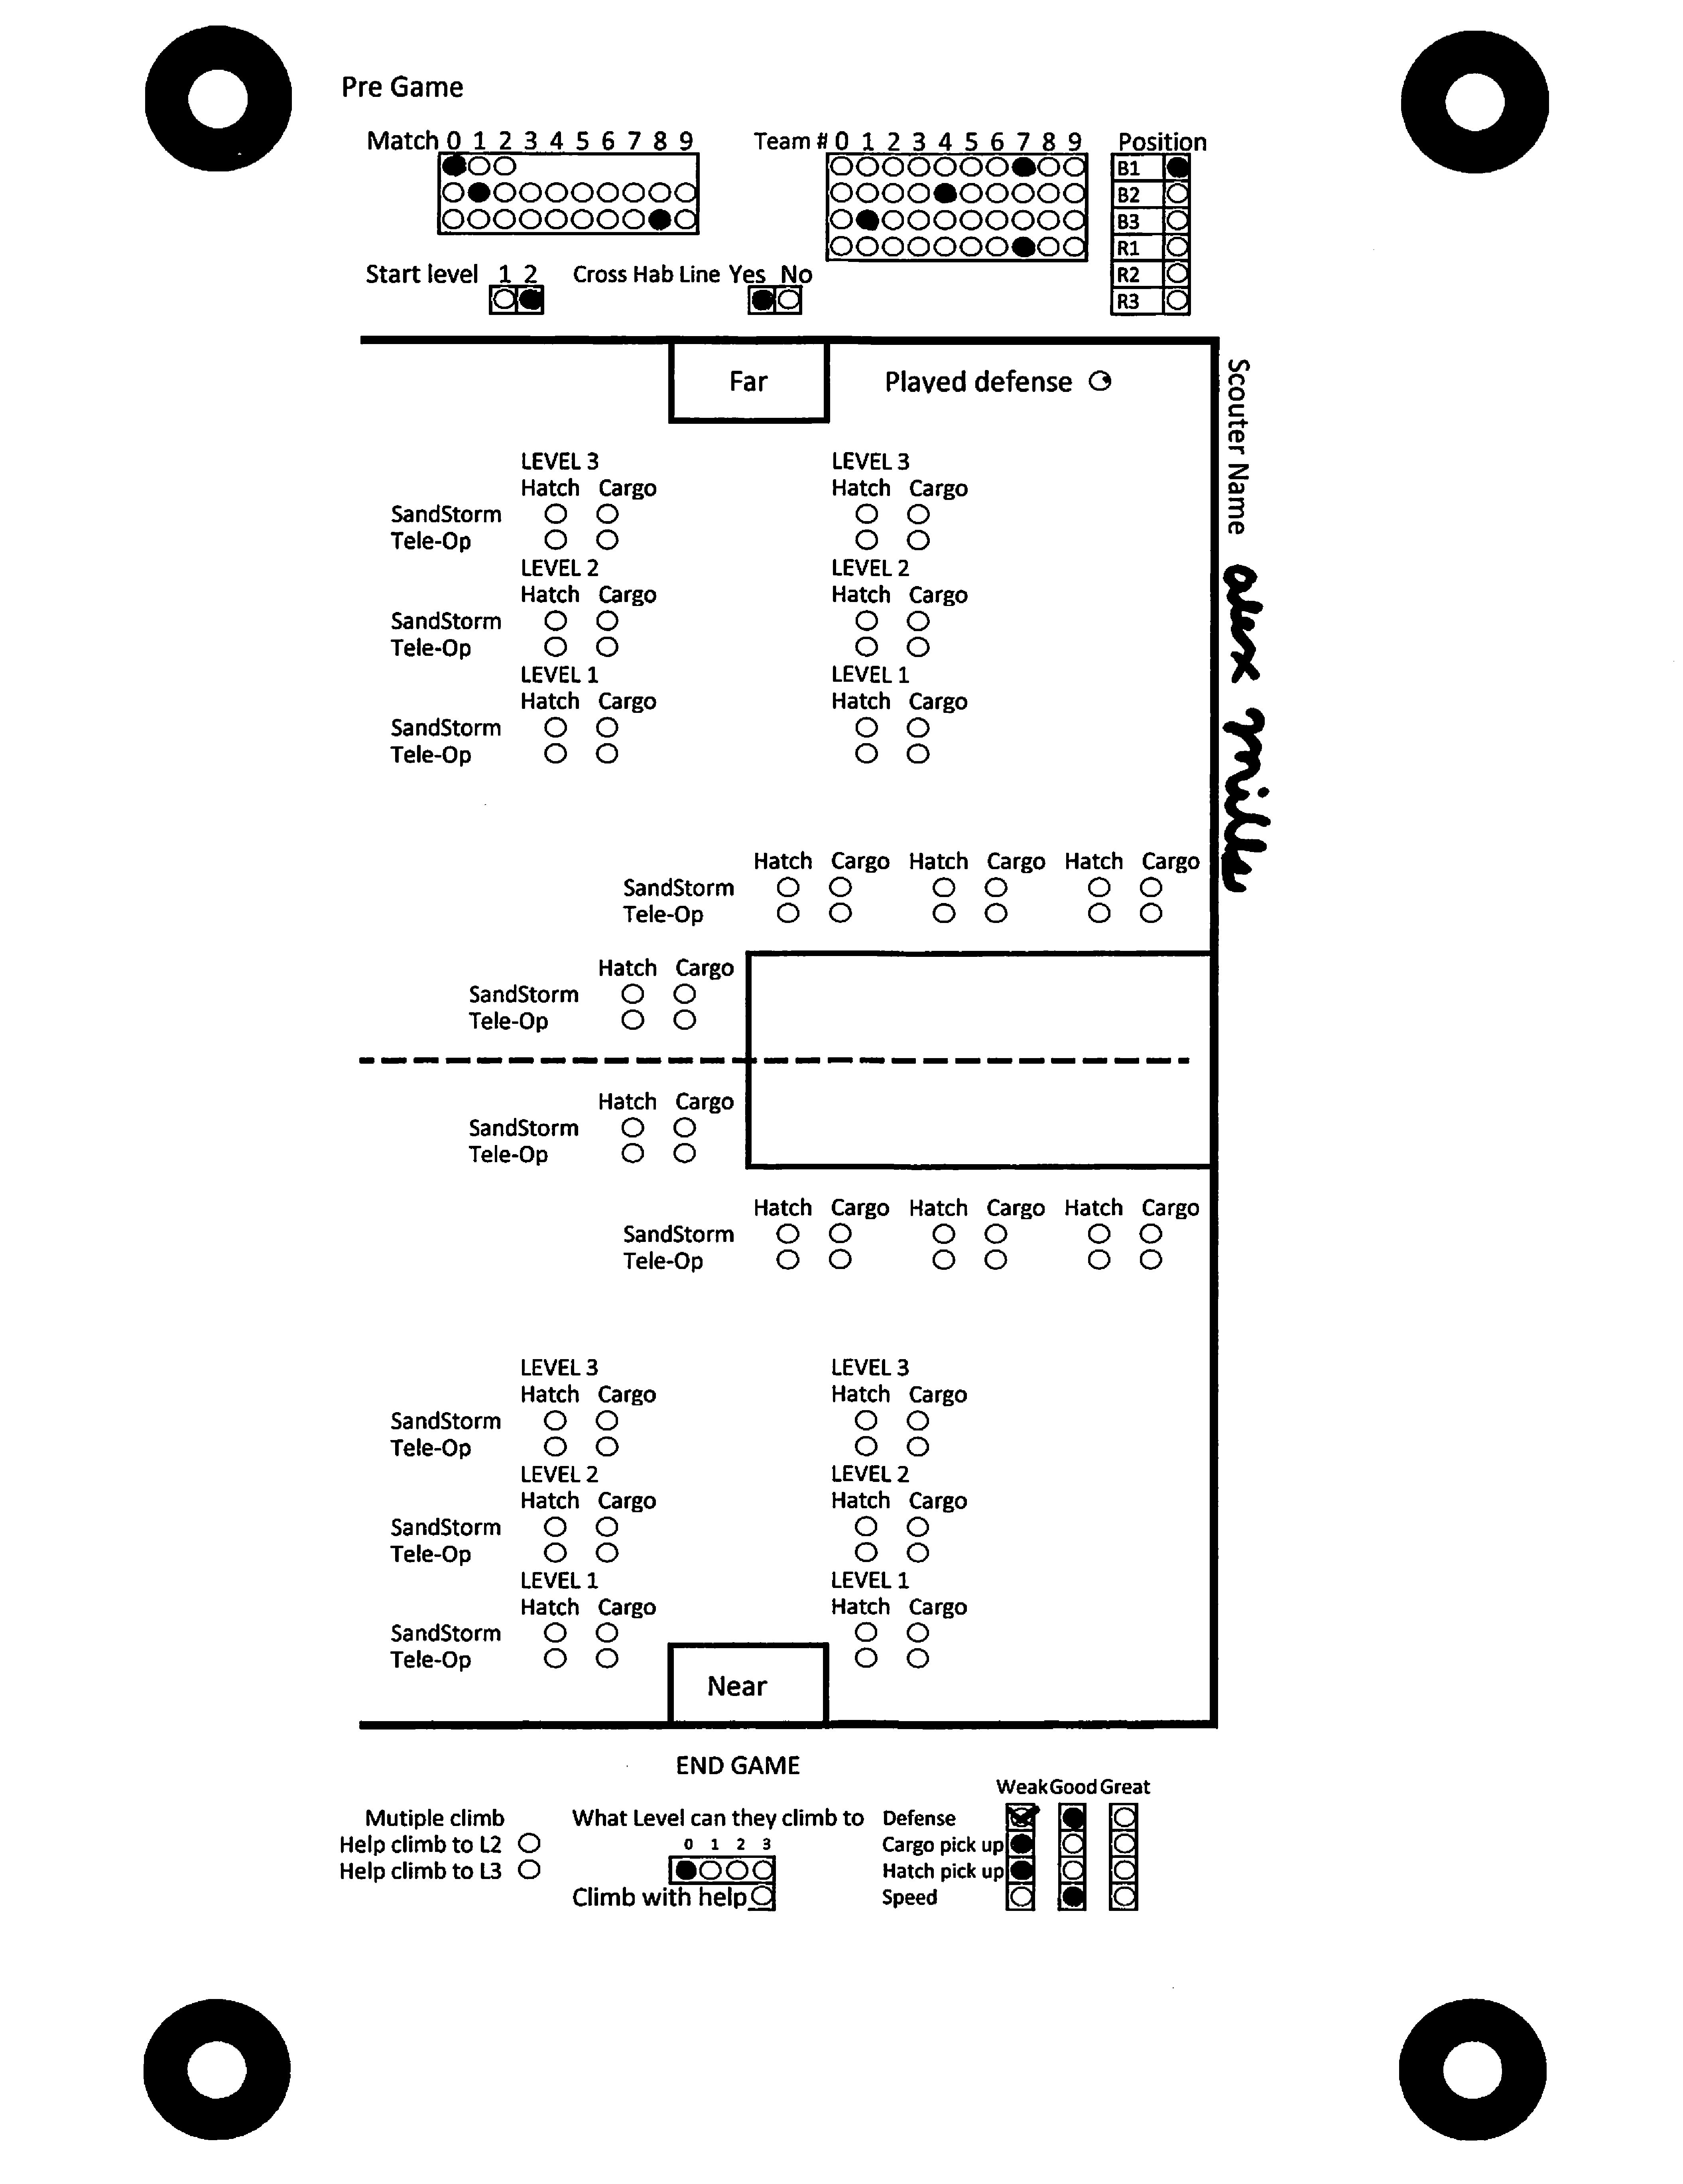 Pre Game
Match 0 1 2 3 4 5 6 7 8 9
Team # 0 1 2 3 4 5 6 7 8 9
Position
B1
B2
B3
R1
R2
R3
Start level 1 2
Cross Hab Line Yes No
Far
Played defense
Scouter Name alex mills
LEVEL 3 LEVEL 3
Hatch Cargo Hatch Cargo
SandStorm
Tele-Op
LEVEL 2 LEVEL 2
Hatch Cargo Hatch Cargo
SandStorm
Tele-Op
LEVEL 1 LEVEL 1
Hatch Cargo Hatch Cargo
SandStorm
Tele-Op
Hatch Cargo Hatch Cargo Hatch Cargo
SandStorm
Tele-Op
Hatch Cargo
SandStorm
Tele-Op
Hatch Cargo
SandStorm
Tele-Op
Hatch Cargo Hatch Cargo Hatch Cargo
SandStorm
Tele-Op
LEVEL 3 LEVEL 3
Hatch Cargo Hatch Cargo
SandStorm
Tele-Op
LEVEL 2 LEVEL 2
Hatch Cargo Hatch Cargo
SandStorm
Tele-Op
LEVEL 1 LEVEL 1
Hatch Cargo Hatch Cargo
SandStorm
Tele-Op
Near
END GAME
Mutiple climb
Help climb to L2
Help climb to L3
What Level can they climb to
0 1 2 3
Climb with help
Weak Good Great
Defense
Cargo pick up
Hatch pick up
Speed